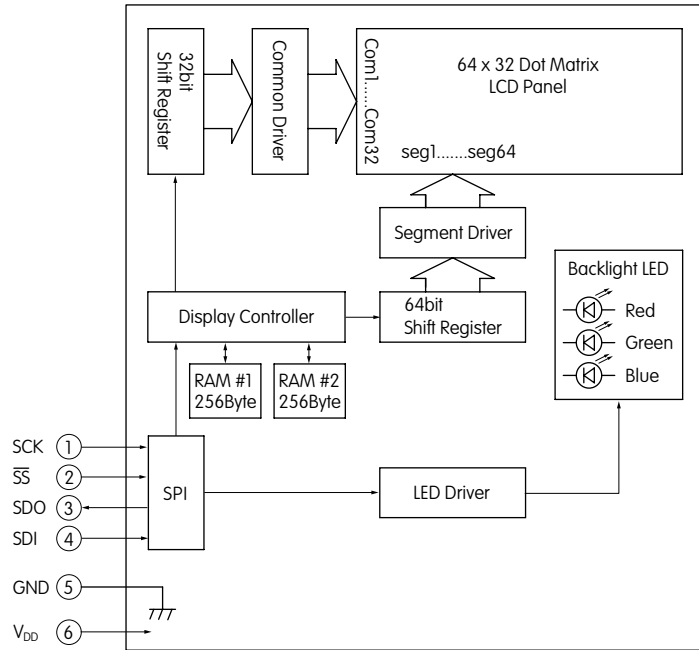 32bit
Shift Register
Common Driver
Com1......Com32
64 x 32 Dot Matrix
LCD Panel
seg1.......seg64
Segment Driver
Backlight LED
Red
Green
Blue
Display Controller
64bit
Shift Register
RAM #1
256Byte
RAM #2
256Byte
SCK 1
S̅S̅ 2
SDO 3
SDI 4
SPI
LED Driver
GND 5
V_DD 6